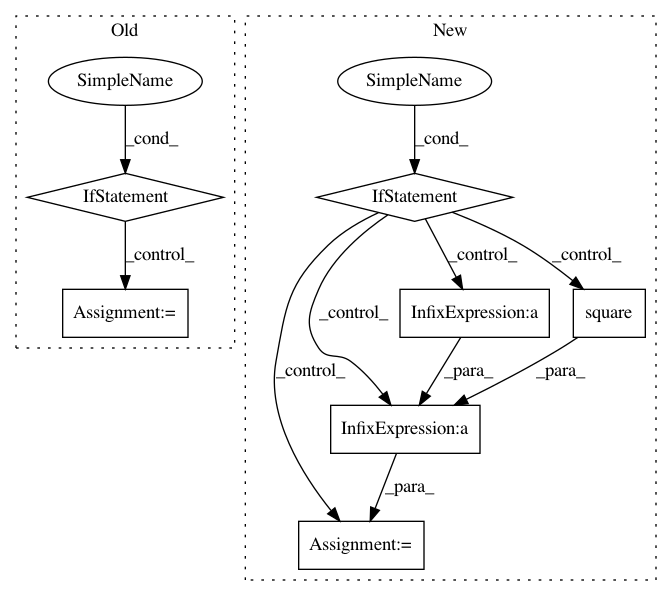 Old
New
SimpleName
SimpleName
_cond_
_cond_
IfStatement
IfStatement
_control_
_control_
_control_
_control_
_control_
Assignment:=
InfixExpression:a
square
_para_
_para_
InfixExpression:a
_para_
Assignment:=